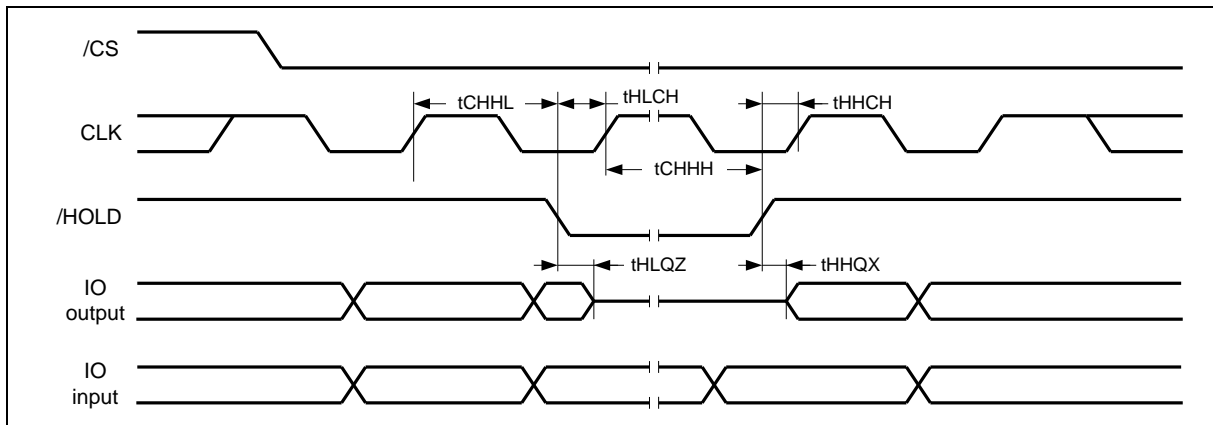 /CS
tCHHL
tHLCH
tHHCH
CLK
tCHHH
/HOLD
tHLQZ
tHHQX
IO
output
IO
input